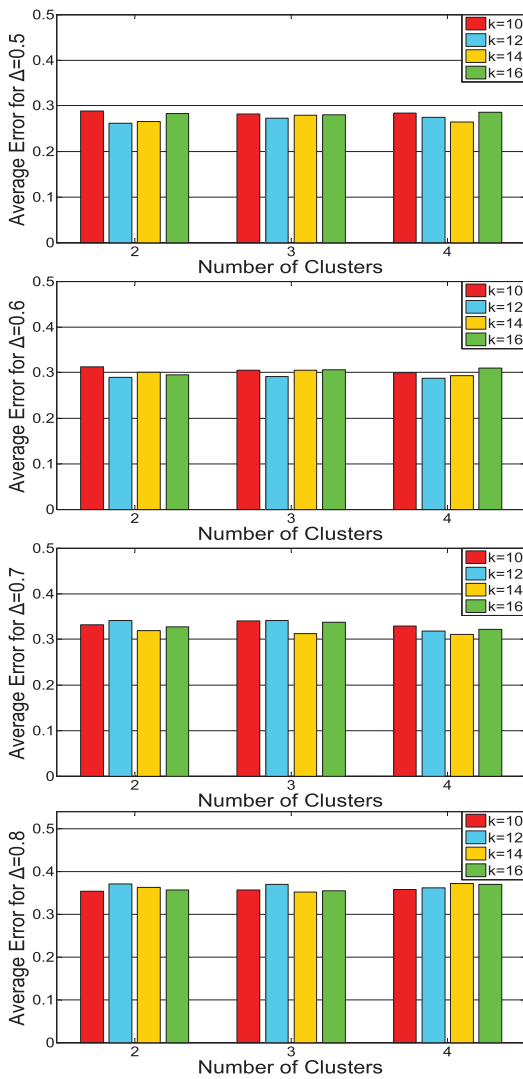 0.5
0.4
0.3
0.2
0.1
0
Average Error for Δ=0.5
k=10
k=12
k=14
k=16
2 3 4
Number of Clusters
0.5
0.4
0.3
0.2
0.1
0
Average Error for Δ=0.6
k=10
k=12
k=14
k=16
2 3 4
Number of Clusters
0.5
0.4
0.3
0.2
0.1
0
Average Error for Δ=0.7
k=10
k=12
k=14
k=16
2 3 4
Number of Clusters
0.5
0.4
0.3
0.2
0.1
0
Average Error for Δ=0.8
k=10
k=12
k=14
k=16
2 3 4
Number of Clusters